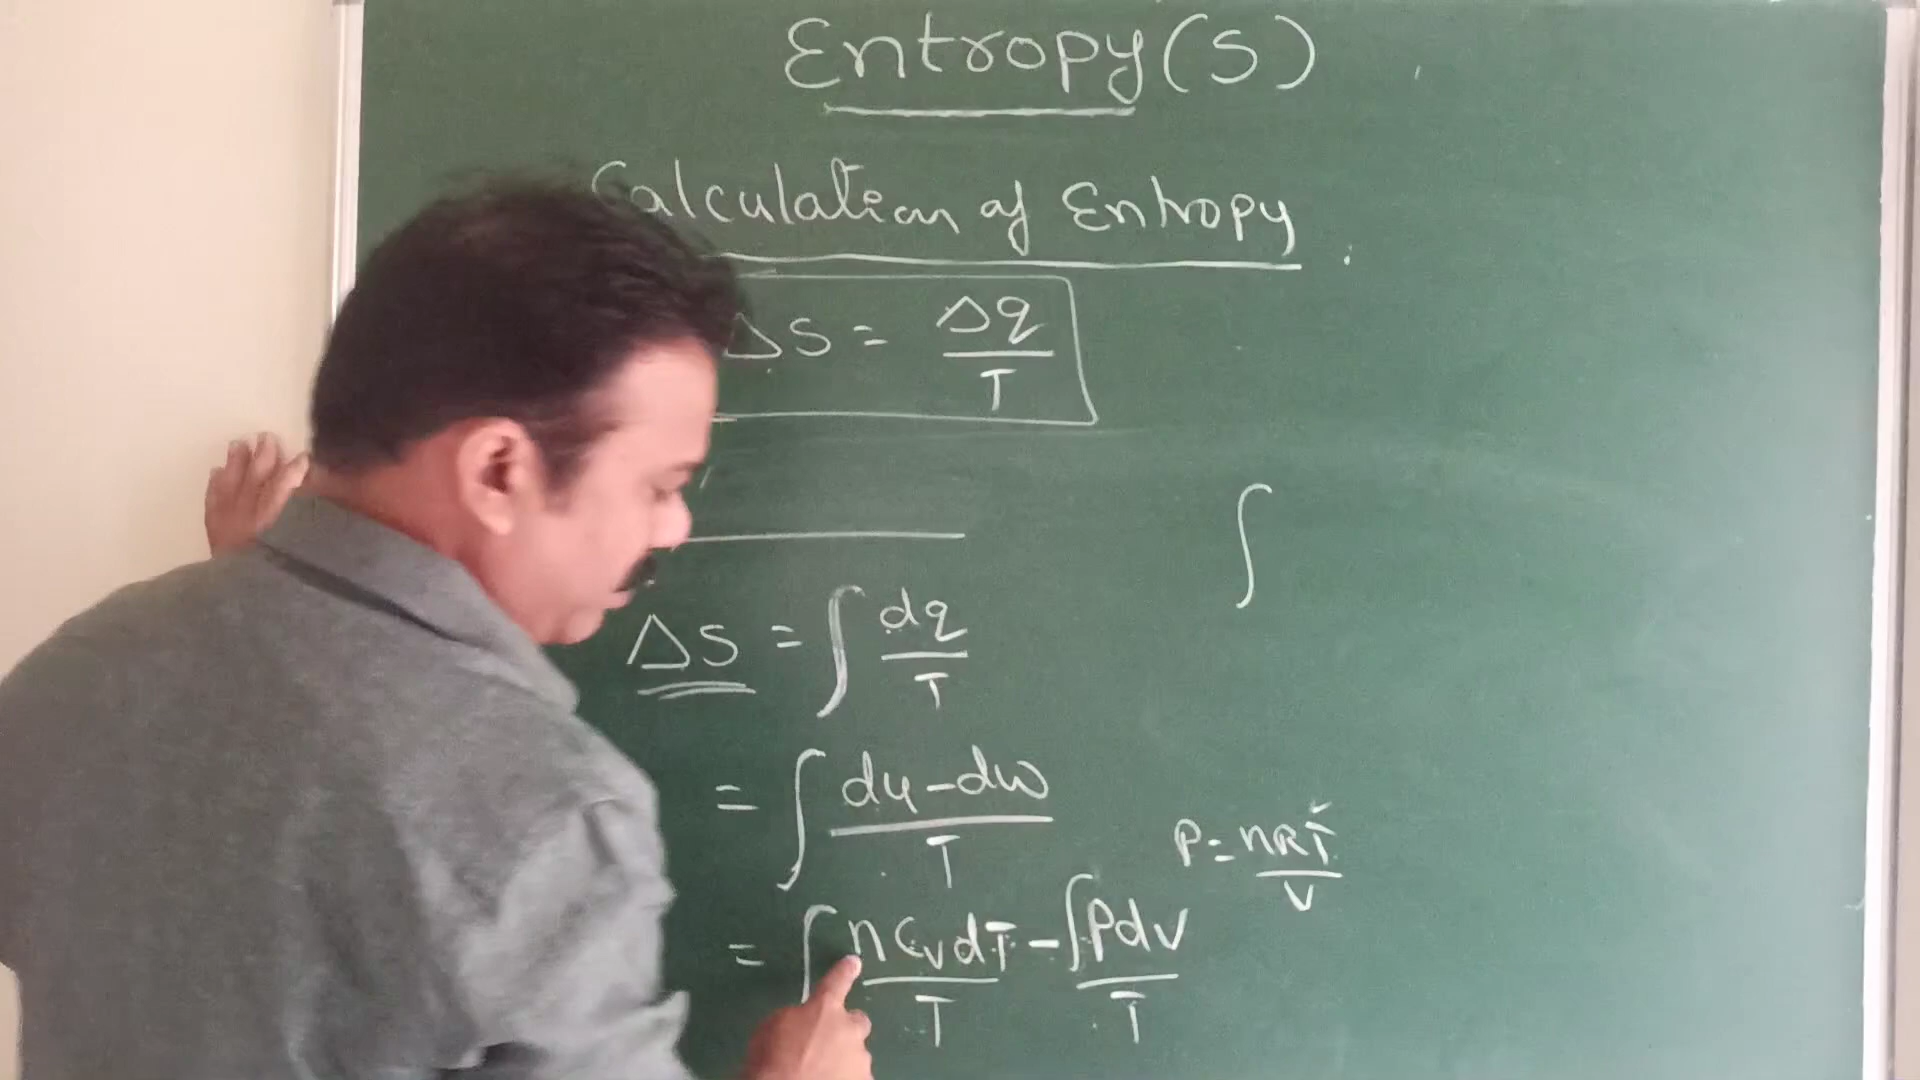 Entropy (S)
Calculation of Entropy
ΔS = Δq / T
∫
ΔS = ∫ dq / T
= ∫ du - dw / T
P = nRT / V
= ∫ nCvdT / T - ∫ Pdv / T